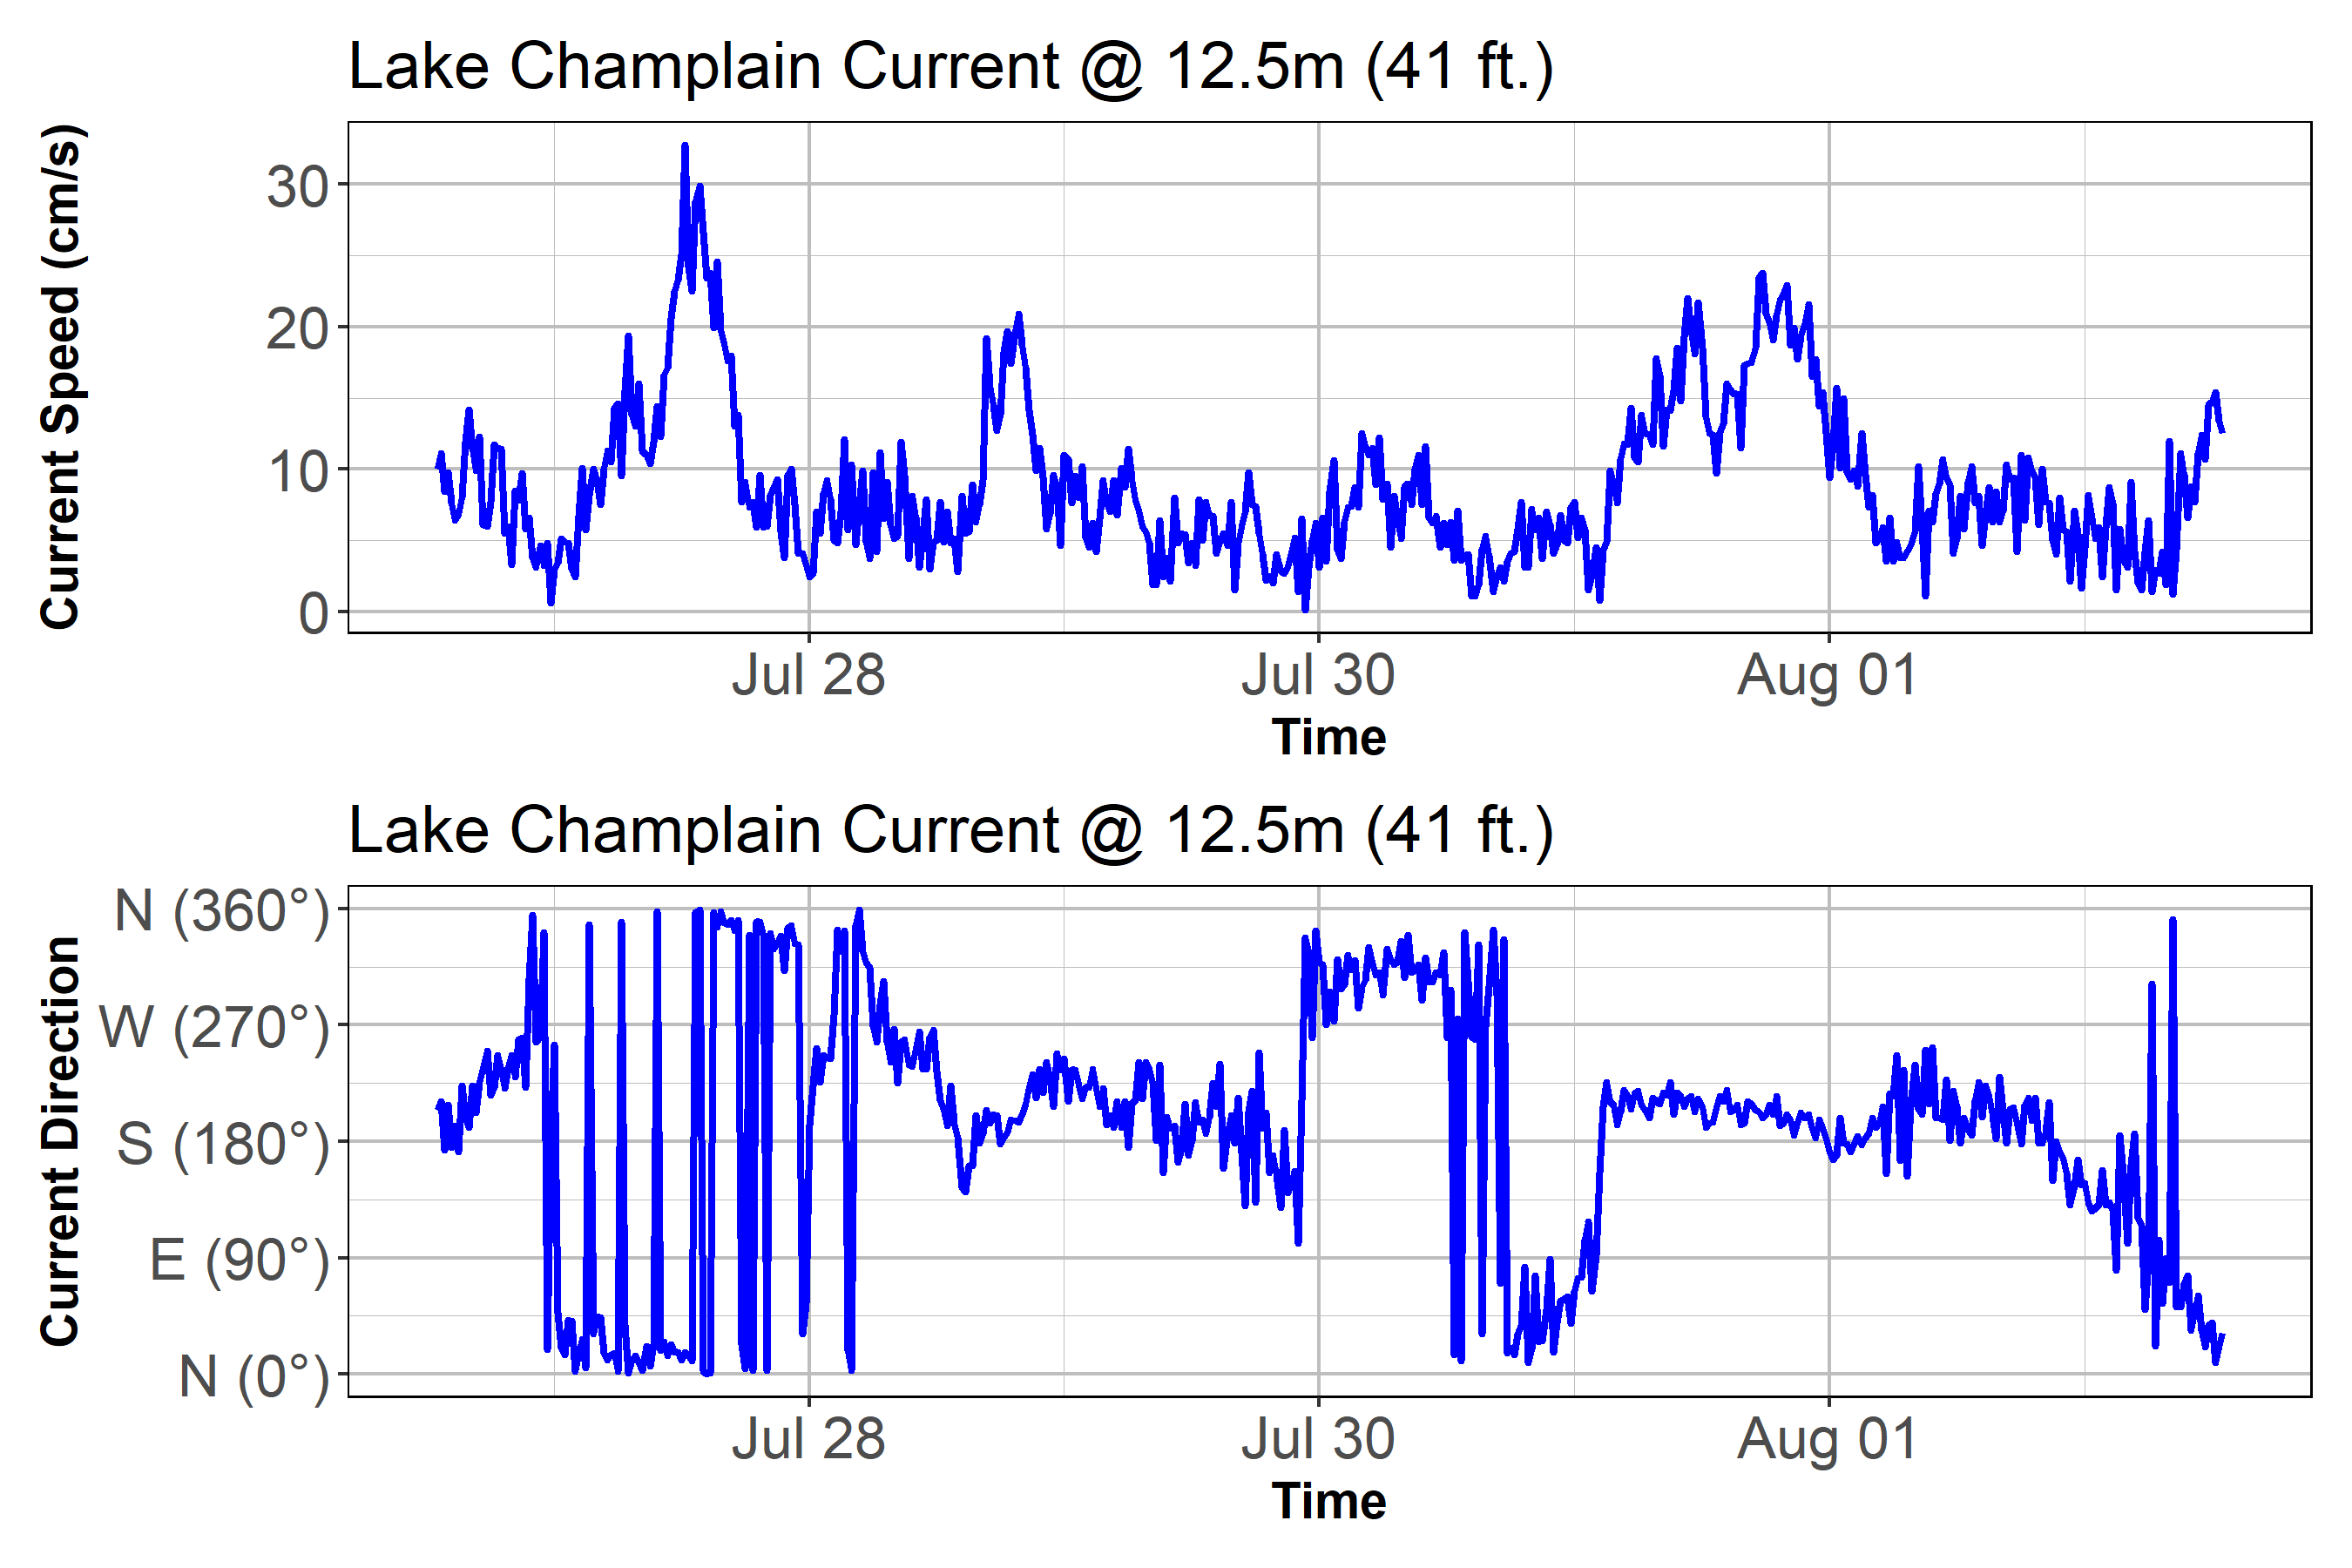 Lake Champlain Current @ 12.5m (41 ft.)
Current Speed (cm/s)
30
20
10
0
Jul 28 Jul 30 Aug 01
Time
Lake Champlain Current @ 12.5m (41 ft.)
Current Direction
N (360°)
W (270°)
S (180°)
E (90°)
N (0°)
Jul 28 Jul 30 Aug 01
Time